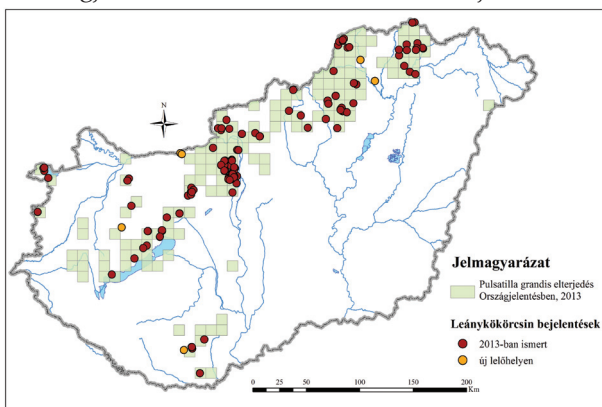 N
Jelmagyarázat
Pulsatilla grandis elterjedés
Országjelentésben, 2013
Leánykökörcsin bejelentések
2013-ban ismert
új lelőhelyen
0 25 50 100 150 200
Km